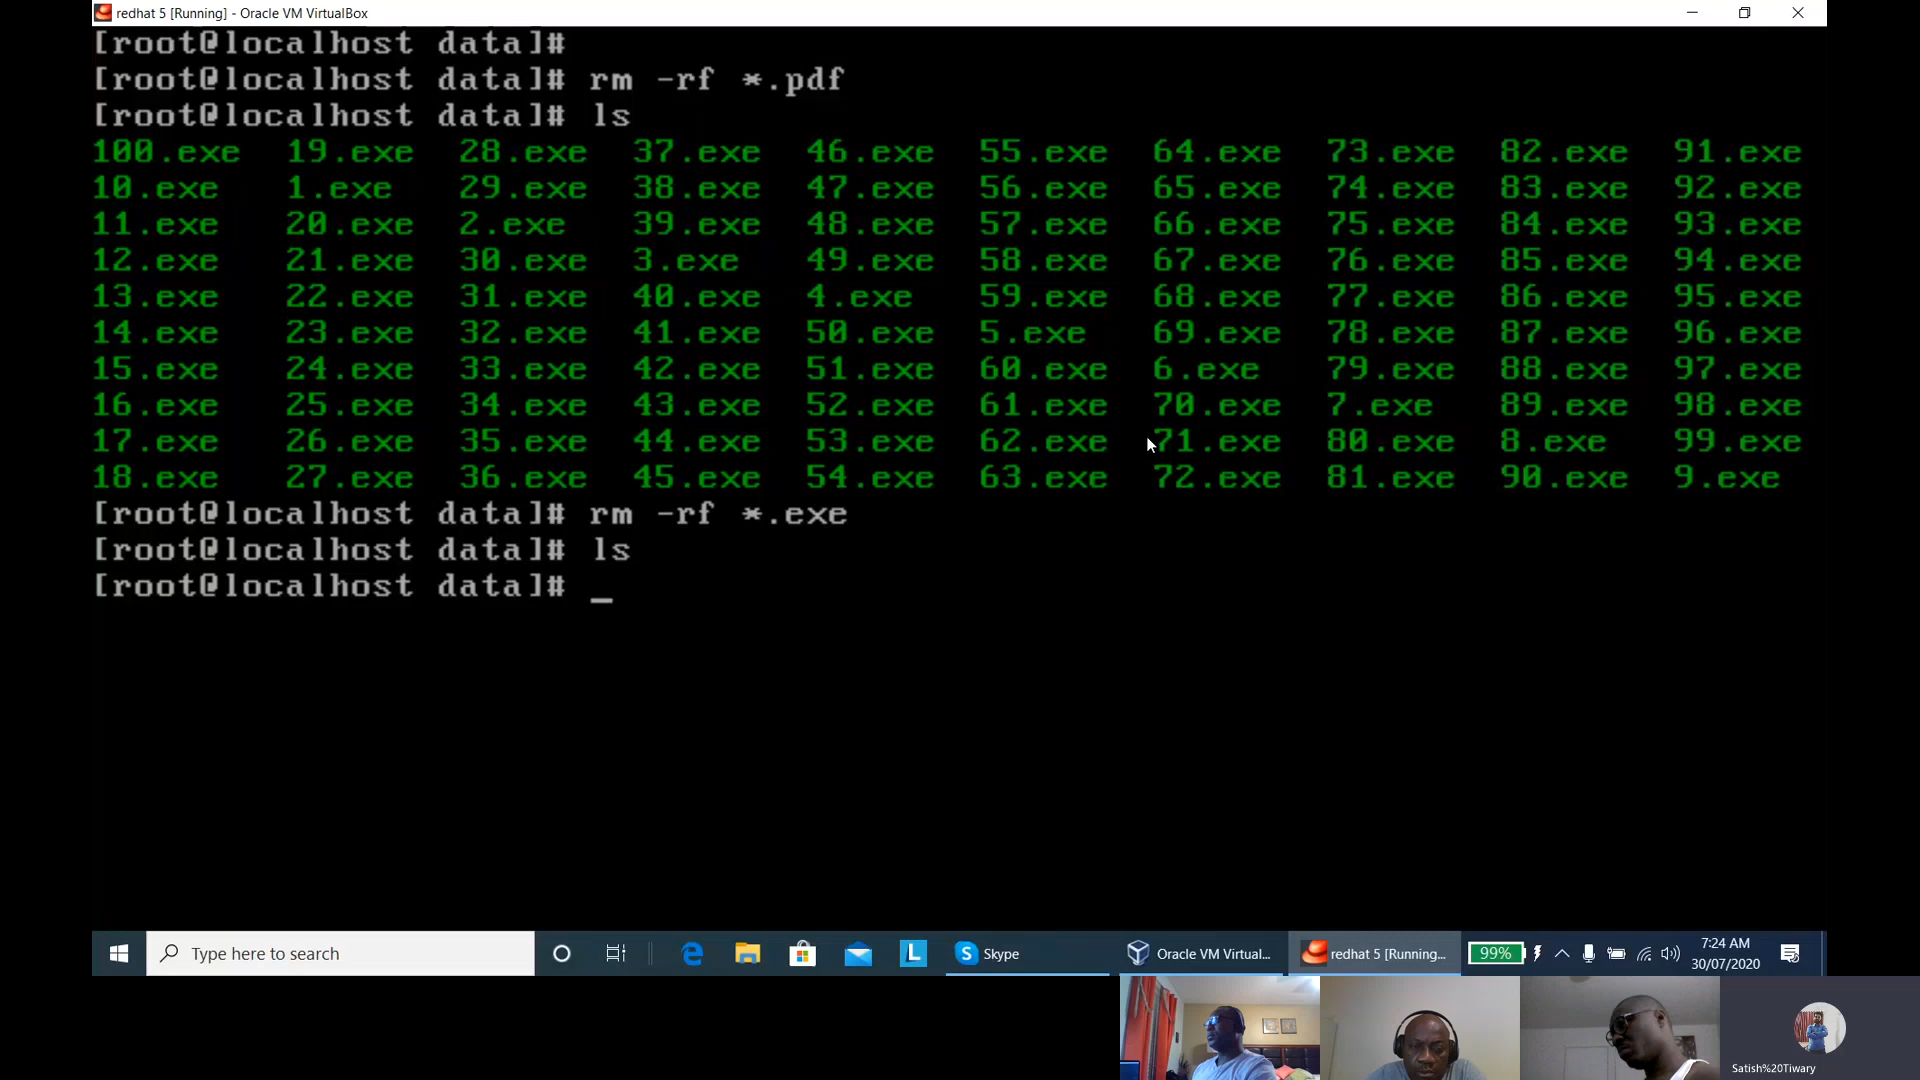 redhat 5 [Running] - Oracle VM VirtualBox
[root@localhost data]#
[root@localhost data]# rm -rf *.pdf
[root@localhost data]# ls
100.exe 19.exe 28.exe 37.exe 46.exe 55.exe 64.exe 73.exe 82.exe 91.exe
10.exe 1.exe 29.exe 38.exe 47.exe 56.exe 65.exe 74.exe 83.exe 92.exe
11.exe 20.exe 2.exe 39.exe 48.exe 57.exe 66.exe 75.exe 84.exe 93.exe
12.exe 21.exe 30.exe 3.exe 49.exe 58.exe 67.exe 76.exe 85.exe 94.exe
13.exe 22.exe 31.exe 40.exe 4.exe 59.exe 68.exe 77.exe 86.exe 95.exe
14.exe 23.exe 32.exe 41.exe 50.exe 5.exe 69.exe 78.exe 87.exe 96.exe
15.exe 24.exe 33.exe 42.exe 51.exe 60.exe 6.exe 79.exe 88.exe 97.exe
16.exe 25.exe 34.exe 43.exe 52.exe 61.exe 70.exe 7.exe 89.exe 98.exe
17.exe 26.exe 35.exe 44.exe 53.exe 62.exe 71.exe 80.exe 8.exe 99.exe
18.exe 27.exe 36.exe 45.exe 54.exe 63.exe 72.exe 81.exe 90.exe 9.exe
[root@localhost data]# rm -rf *.exe
[root@localhost data]# ls
[root@localhost data]# _
Type here to search
L
S Skype
Oracle VM Virtual...
redhat 5 [Running...
99%
7:24 AM
30/07/2020
Satish%20Tiwary